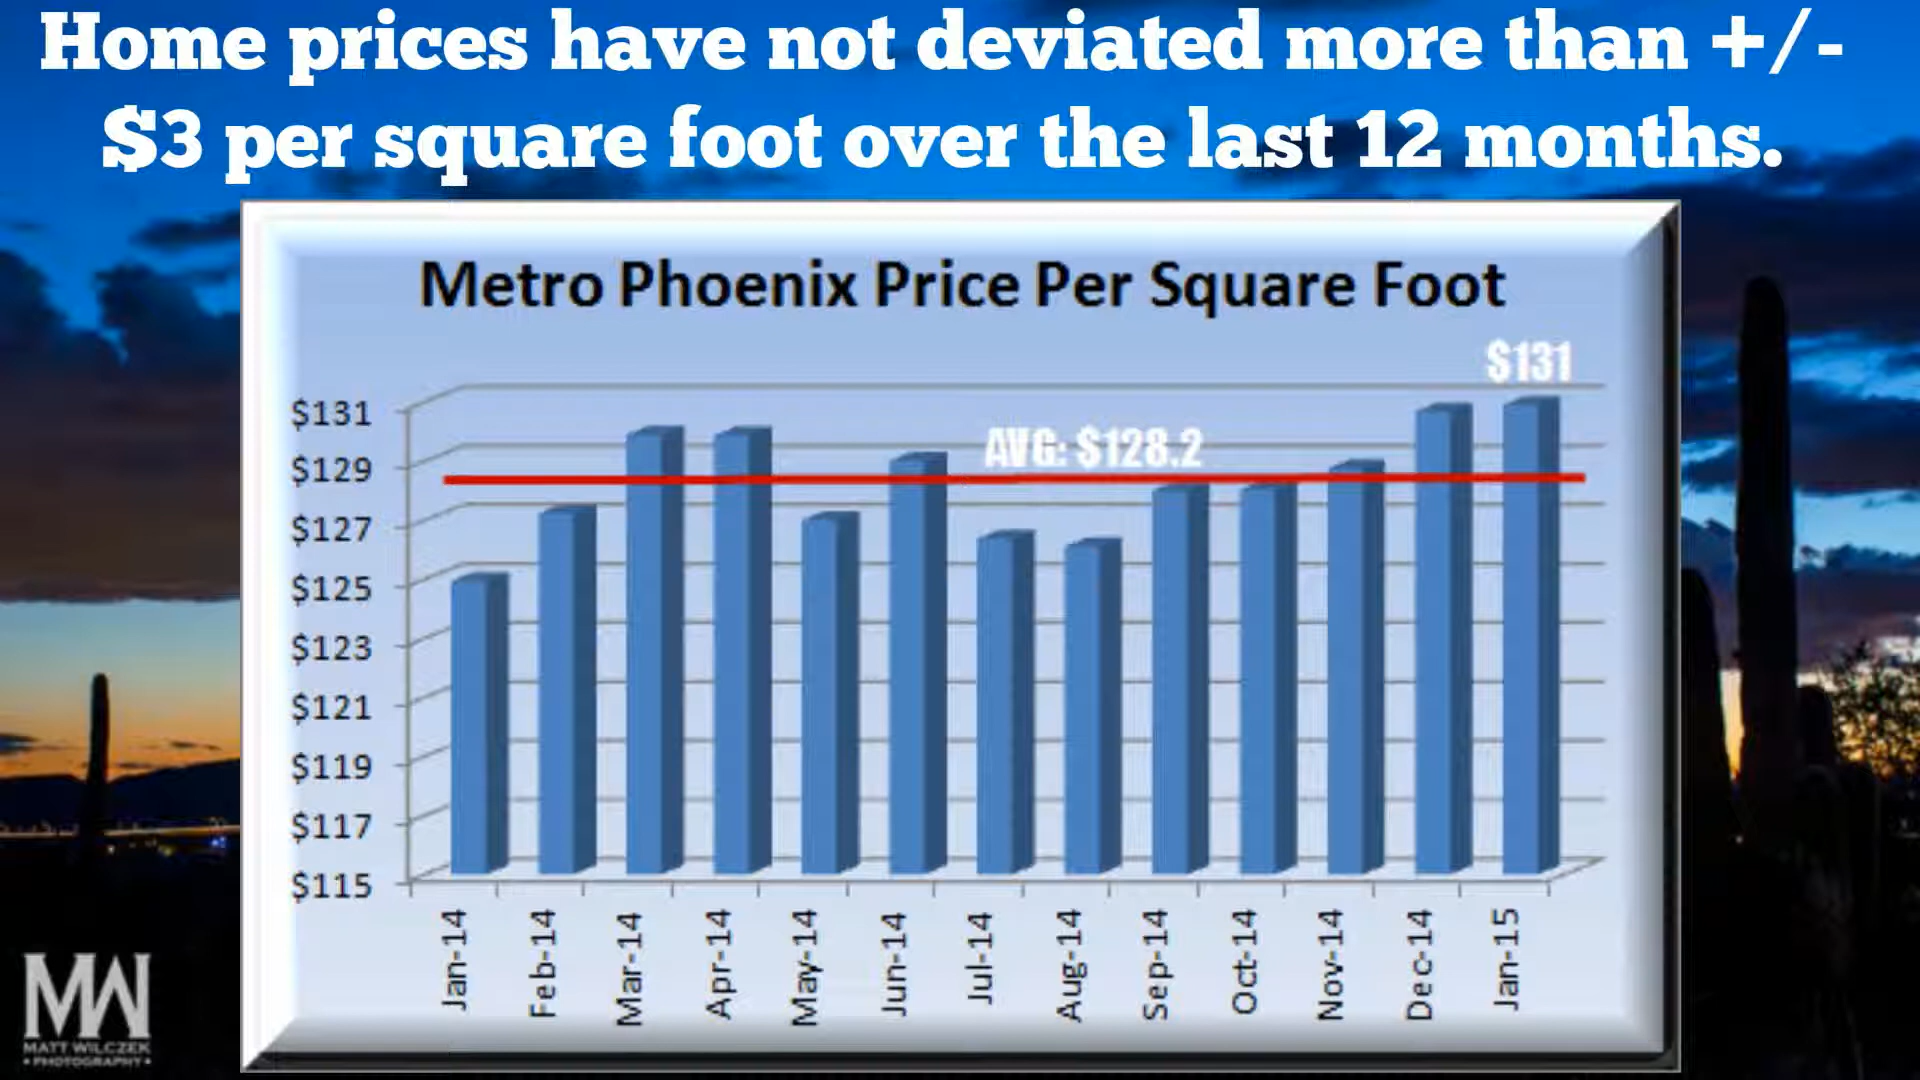 Home prices have not deviated more than +/-
$3 per square foot over the last 12 months.
Metro Phoenix Price Per Square Foot
$131
AVG: $128.2
$131
$129
$127
$125
$123
$121
$119
$117
$115
Jan-14
Feb-14
Mar-14
Apr-14
May-14
Jun-14
Jul-14
Aug-14
Sep-14
Oct-14
Nov-14
Dec-14
Jan-15
MW
MATT WILCZEK
• PHOTOGRAPHY •